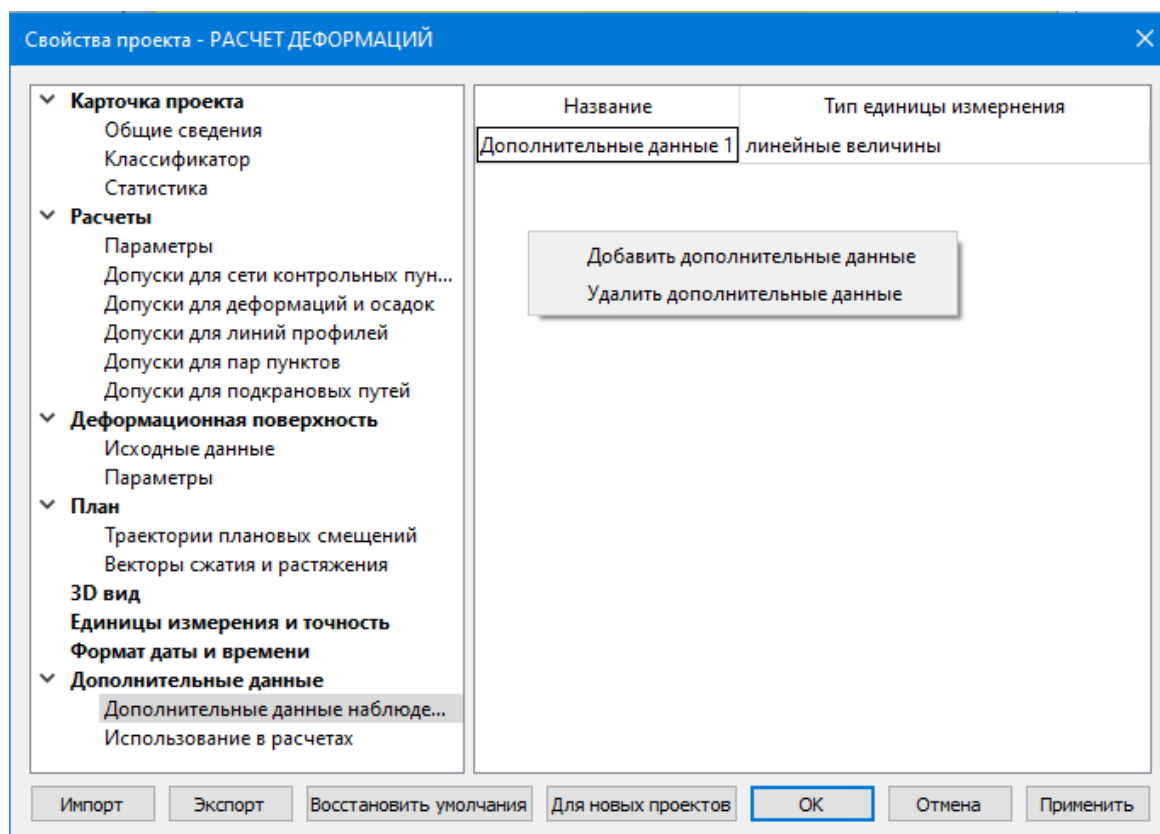 Свойства проекта - РАСЧЕТ ДЕФОРМАЦИЙ
Карточка проекта
Общие сведения
Классификатор
Статистика
Расчеты
Параметры
Допуски для сети контрольных пун...
Допуски для деформаций и осадок
Допуски для линий профилей
Допуски для пар пунктов
Допуски для подкрановых путей
Деформационная поверхность
Исходные данные
Параметры
План
Траектории плановых смещений
Векторы сжатия и растяжения
3D вид
Единицы измерения и точность
Формат даты и времени
Дополнительные данные
Дополнительные данные наблюде...
Использование в расчетах
Название Тип единицы измернения
Дополнительные данные 1 линейные величины
Добавить дополнительные данные
Удалить дополнительные данные
Импорт Экспорт Восстановить умолчания Для новых проектов OK Отмена Применить